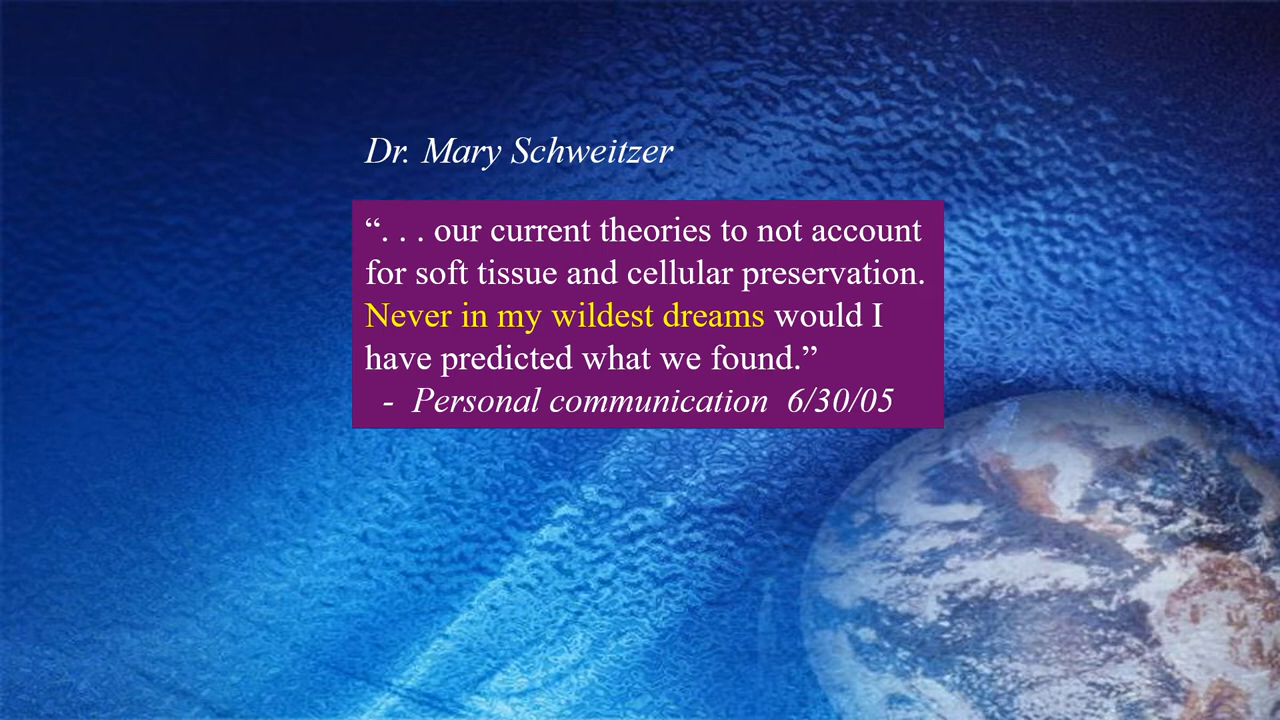 Dr. Mary Schweitzer
“. . . our current theories to not account
for soft tissue and cellular preservation.
Never in my wildest dreams would I
have predicted what we found.”
- Personal communication 6/30/05